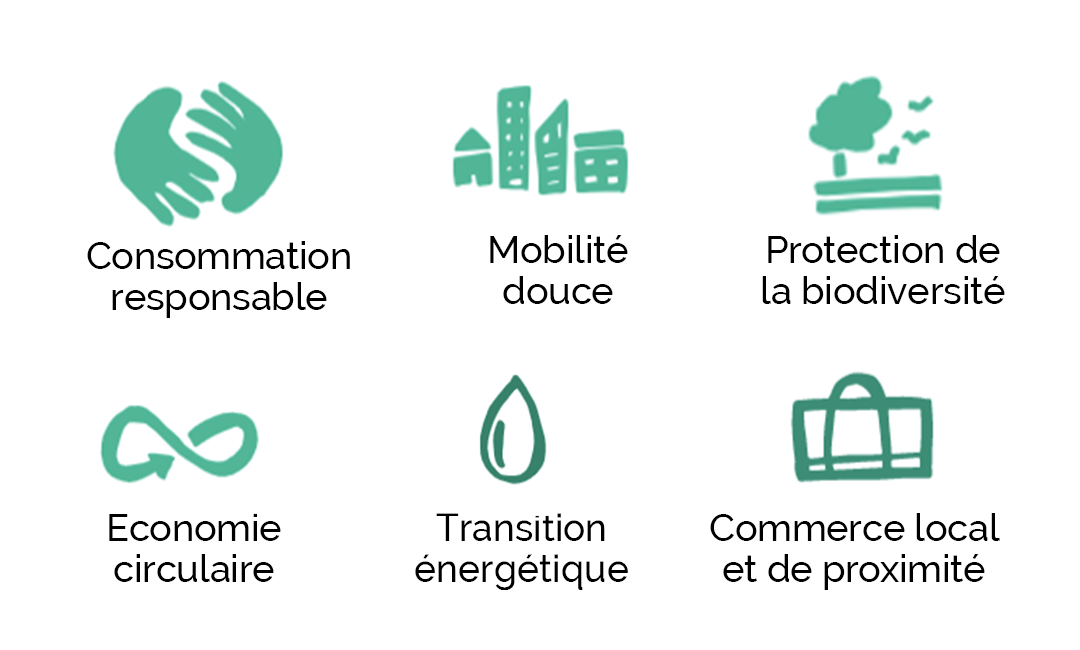 Consommation
responsable
Mobilité
douce
Protection de
la biodiversité
Economie
circulaire
Transition
énergétique
Commerce local
et de proximité